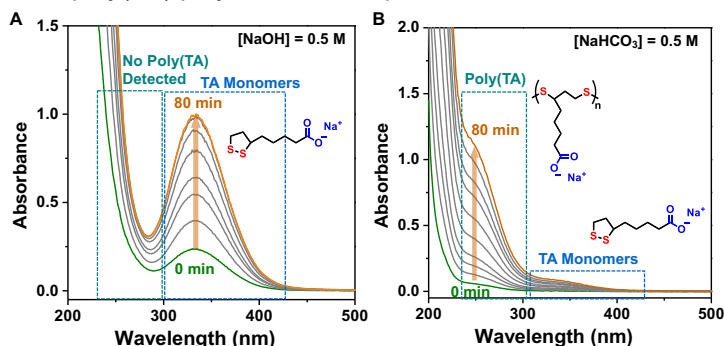 A
[NaOH] = 0.5 M
No Poly(TA)
Detected
TA Monomers
80 min
0 min
S
S
O
O
−
Na+
Absorbance
1.5
1.0
0.5
0.0
200
300
400
500
Wavelength (nm)
B
[NaHCO3] = 0.5 M
Poly(TA)
80 min
S
S
n
O
O
−
Na+
TA Monomers
0 min
S
S
O
O
−
Na+
Absorbance
2.0
1.5
1.0
0.5
0.0
200
300
400
500
Wavelength (nm)